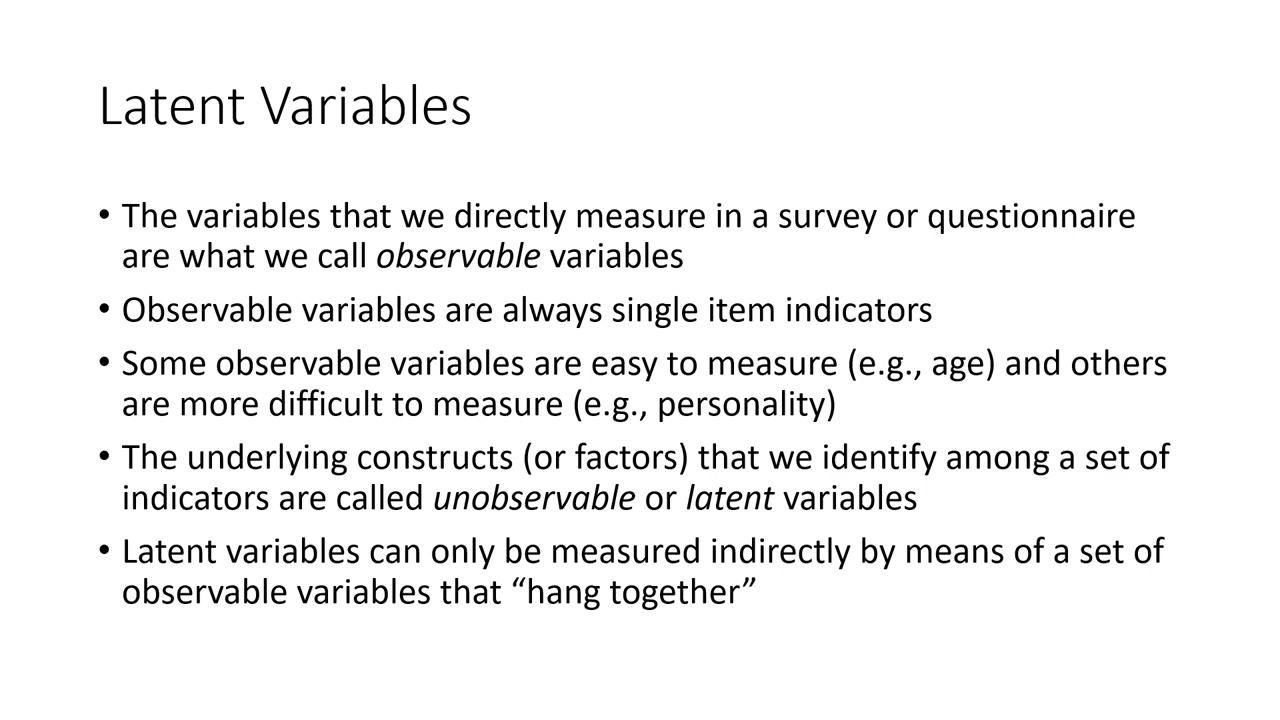 Latent Variables
• The variables that we directly measure in a survey or questionnaire
are what we call observable variables
• Observable variables are always single item indicators
• Some observable variables are easy to measure (e.g., age) and others
are more difficult to measure (e.g., personality)
• The underlying constructs (or factors) that we identify among a set of
indicators are called unobservable or latent variables
• Latent variables can only be measured indirectly by means of a set of
observable variables that “hang together”